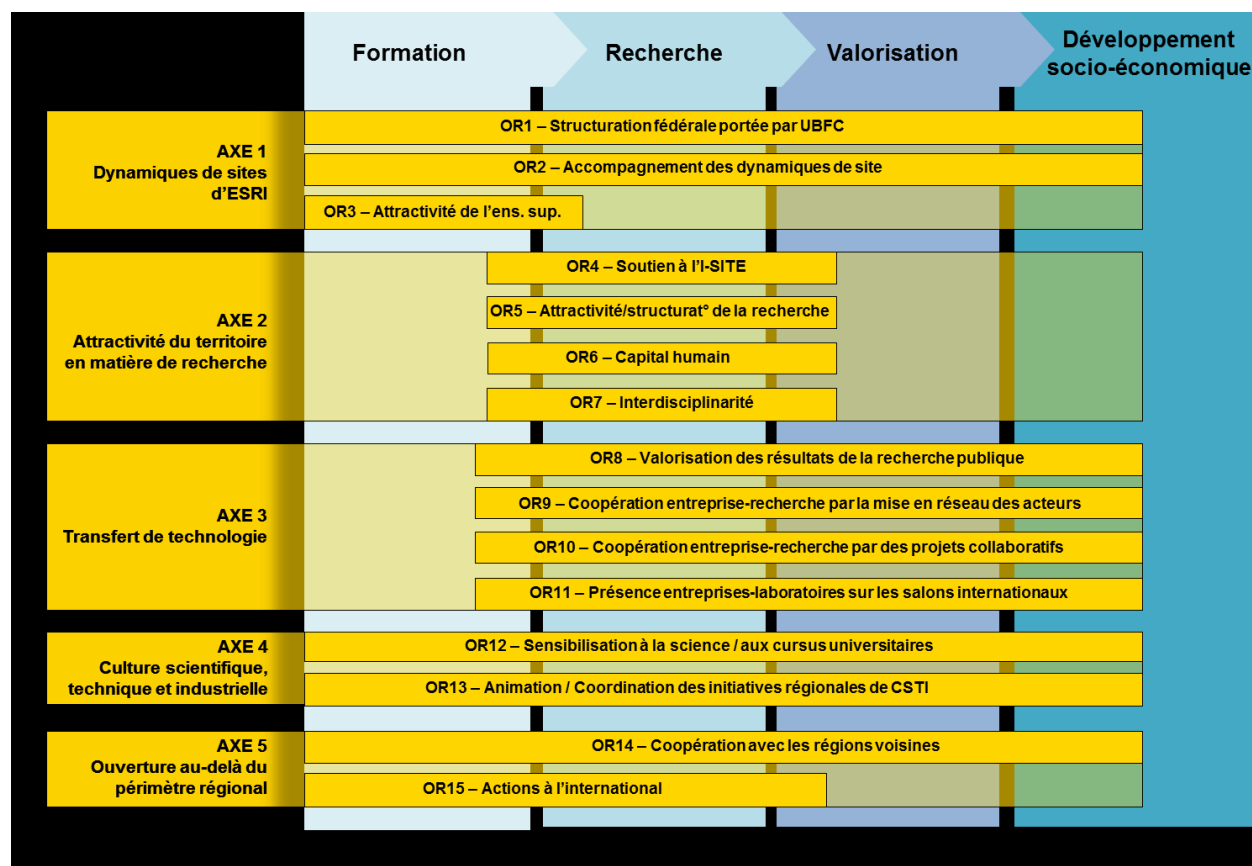 Formation
Recherche
Valorisation
Développement
socio-économique
AXE 1
Dynamiques de sites
d'ESRI
OR1 – Structuration fédérale portée par UBFC
OR2 – Accompagnement des dynamiques de site
OR3 – Attractivité de l'ens. sup.
AXE 2
Attractivité du territoire
en matière de recherche
OR4 – Soutien à l'I-SITE
OR5 – Attractivité/structurat° de la recherche
OR6 – Capital humain
OR7 – Interdisciplinarité
AXE 3
Transfert de technologie
OR8 – Valorisation des résultats de la recherche publique
OR9 – Coopération entreprise-recherche par la mise en réseau des acteurs
OR10 – Coopération entreprise-recherche par des projets collaboratifs
OR11 – Présence entreprises-laboratoires sur les salons internationaux
AXE 4
Culture scientifique,
technique et industrielle
OR12 – Sensibilisation à la science / aux cursus universitaires
OR13 – Animation / Coordination des initiatives régionales de CSTI
AXE 5
Ouverture au-delà du
périmètre régional
OR14 – Coopération avec les régions voisines
OR15 – Actions à l'international